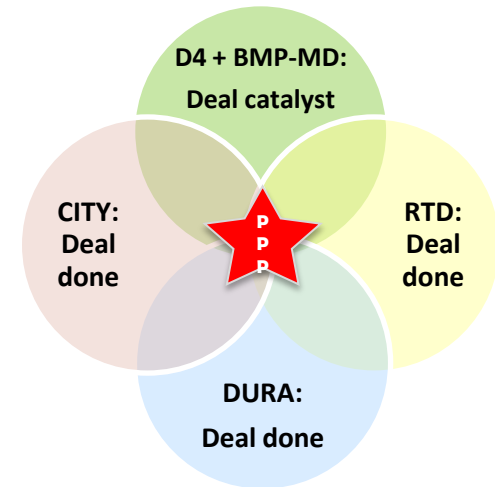 D4 + BMP-MD:
Deal catalyst
CITY:
Deal
done
P
P
P
RTD:
Deal
done
DURA:
Deal done